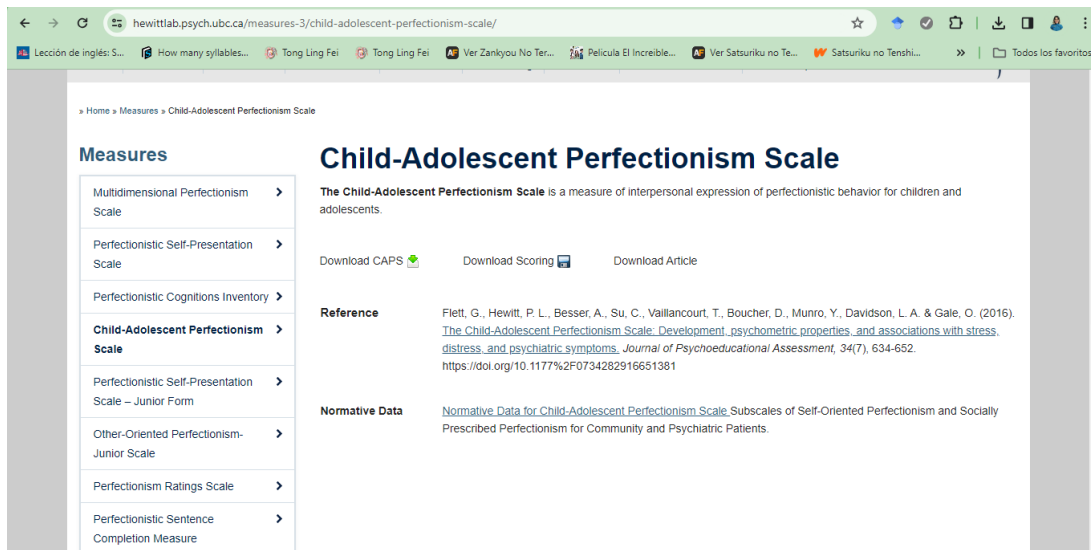 hewittlab.psych.ubc.ca/measures-3/child-adolescent-perfectionism-scale/
Lección de inglés: S...
How many syllables...
Tong Ling Fei
Tong Ling Fei
Ver Zankyou No Ter...
Pelicula El Increible...
Ver Satsuriku no Te...
Satsuriku no Tenshi...
»
Todos los favoritos
» Home » Measures » Child-Adolescent Perfectionism Scale
Measures
Multidimensional Perfectionism
Scale
Perfectionistic Self-Presentation
Scale
Perfectionistic Cognitions Inventory
Child-Adolescent Perfectionism
Scale
Perfectionistic Self-Presentation
Scale – Junior Form
Other-Oriented Perfectionism-
Junior Scale
Perfectionism Ratings Scale
Perfectionistic Sentence
Completion Measure
Child-Adolescent Perfectionism Scale
The Child-Adolescent Perfectionism Scale is a measure of interpersonal expression of perfectionistic behavior for children and
adolescents.
Download CAPS
Download Scoring
Download Article
Reference
Flett, G., Hewitt, P. L., Besser, A., Su, C., Vaillancourt, T., Boucher, D., Munro, Y., Davidson, L. A. & Gale, O. (2016).
The Child-Adolescent Perfectionism Scale: Development, psychometric properties, and associations with stress,
distress, and psychiatric symptoms. Journal of Psychoeducational Assessment, 34(7), 634-652.
https://doi.org/10.1177%2F0734282916651381
Normative Data
Normative Data for Child-Adolescent Perfectionism Scale Subscales of Self-Oriented Perfectionism and Socially
Prescribed Perfectionism for Community and Psychiatric Patients.